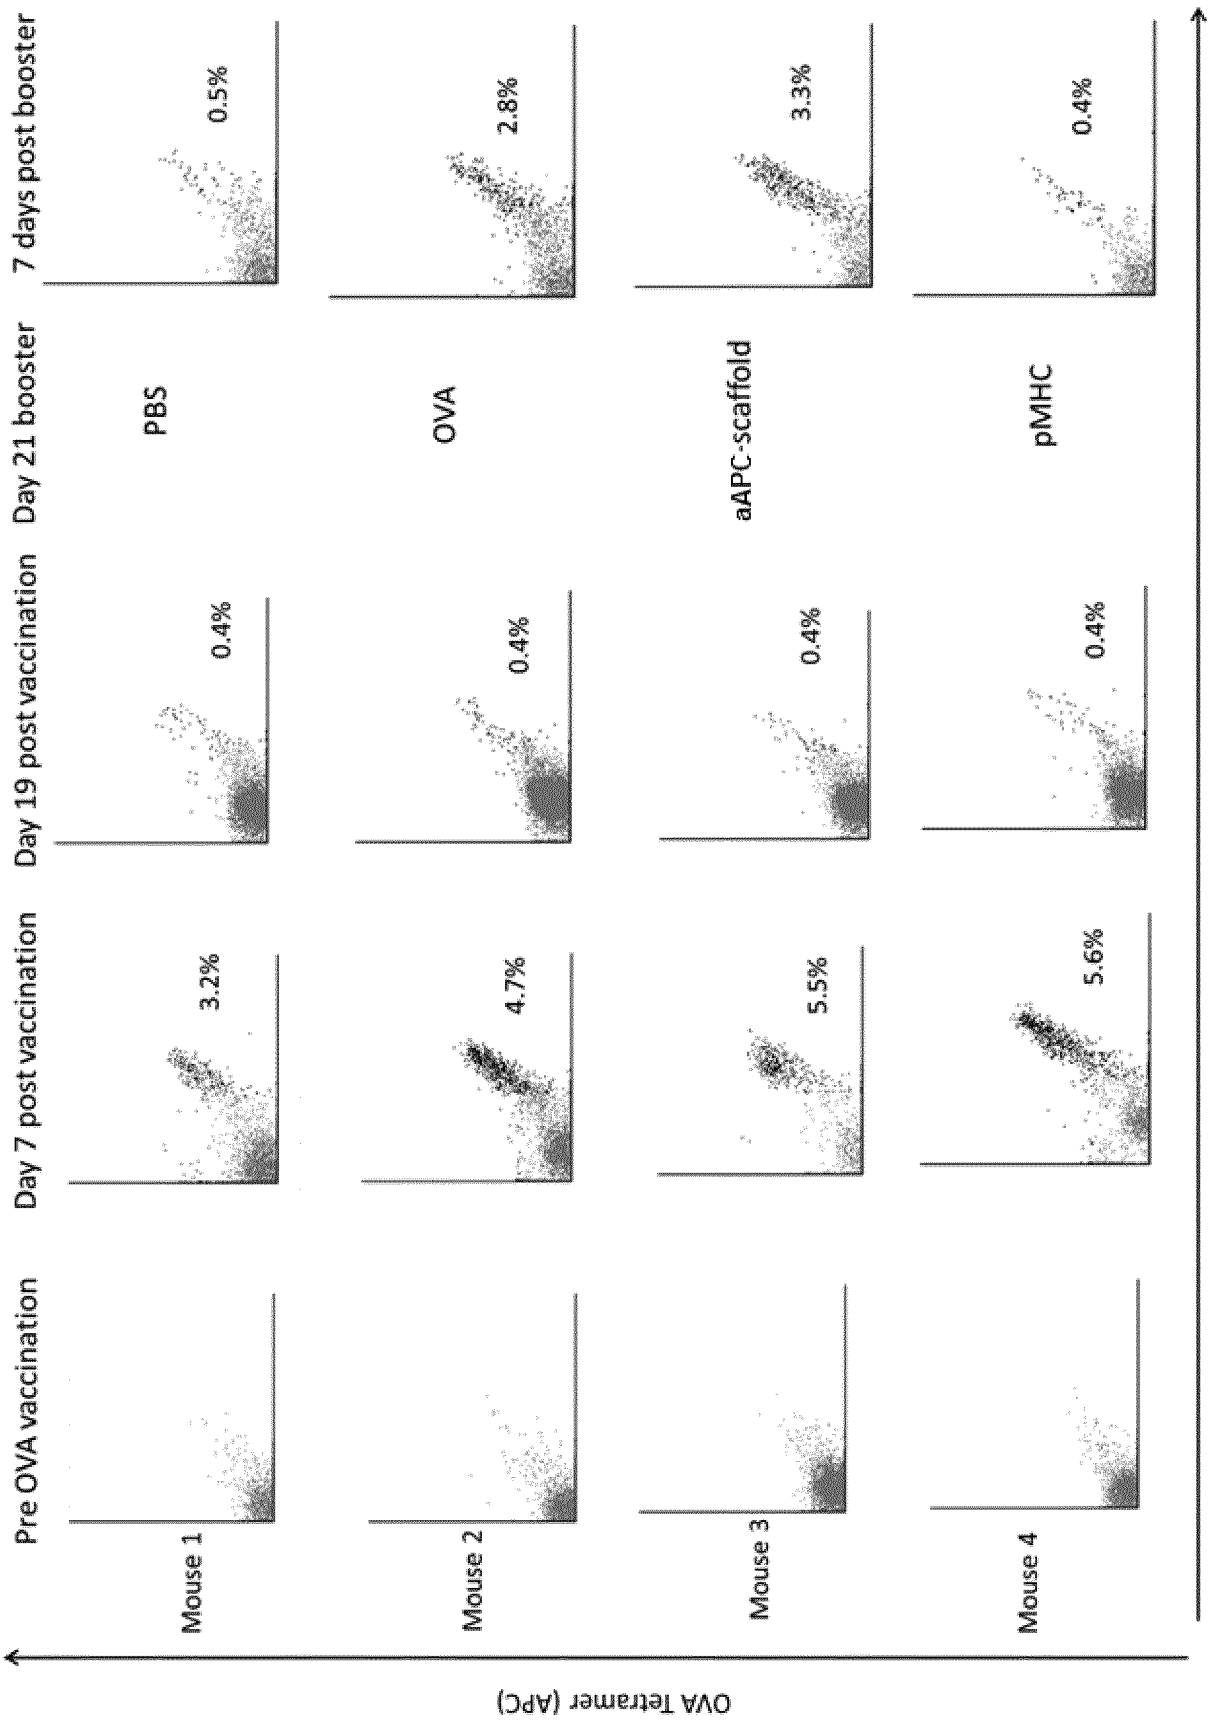 Pre OVA vaccination
Day 7 post vaccination
Day 19 post vaccination
Day 21 booster
7 days post booster
Mouse 1
3.2%
0.4%
PBS
0.5%
Mouse 2
4.7%
0.4%
OVA
2.8%
Mouse 3
5.5%
0.4%
aAPC-scaffold
3.3%
Mouse 4
5.6%
0.4%
pMHC
0.4%
OVA Tetramer (APC)